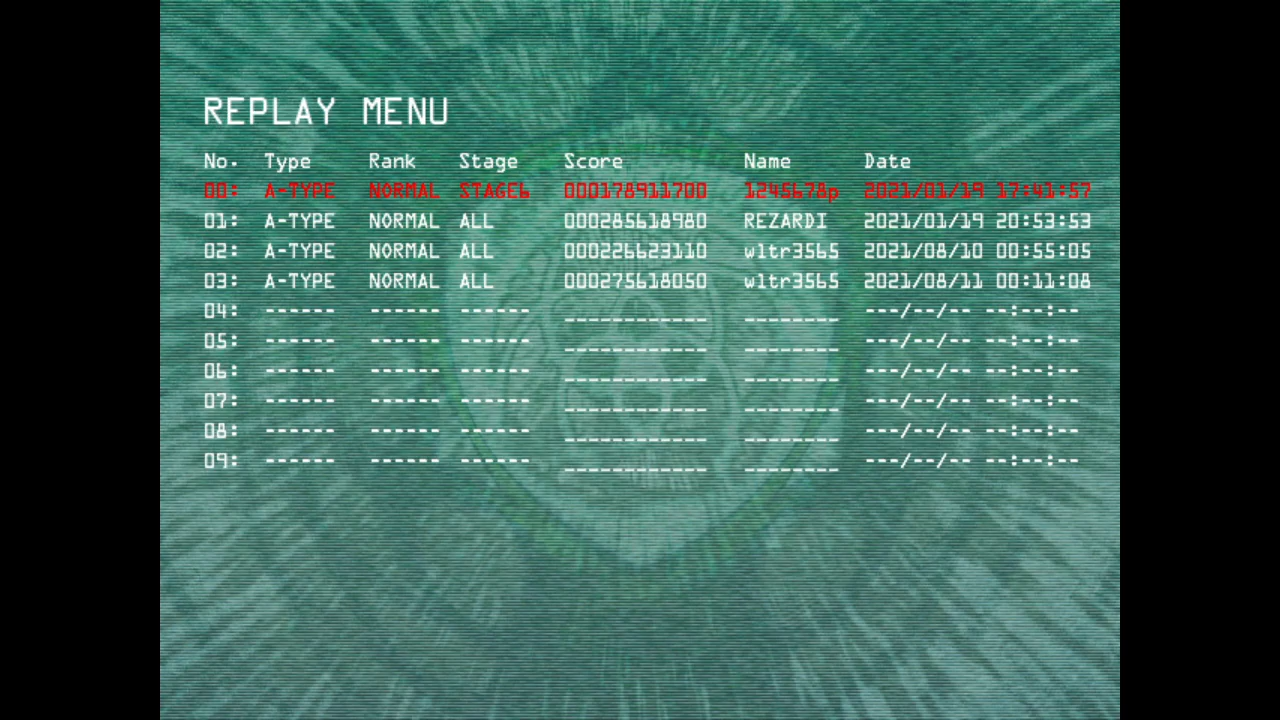 REPLAY MENU
No. Type Rank Stage Score Name Date
00: A-TYPE NORMAL STAGE6 000178911700 1245678p 2021/01/19 17:41:57
01: A-TYPE NORMAL ALL 000285618980 REZARDI 2021/01/19 20:53:53
02: A-TYPE NORMAL ALL 000226623110 wltr3565 2021/08/10 00:55:05
03: A-TYPE NORMAL ALL 000275618050 wltr3565 2021/08/11 00:11:08
04: ------ ------ ------ ____________ ________ ---/--/-- --:--:--
05: ------ ------ ------ ____________ ________ ---/--/-- --:--:--
06: ------ ------ ------ ____________ ________ ---/--/-- --:--:--
07: ------ ------ ------ ____________ ________ ---/--/-- --:--:--
08: ------ ------ ------ ____________ ________ ---/--/-- --:--:--
09: ------ ------ ------ ____________ ________ ---/--/-- --:--:--